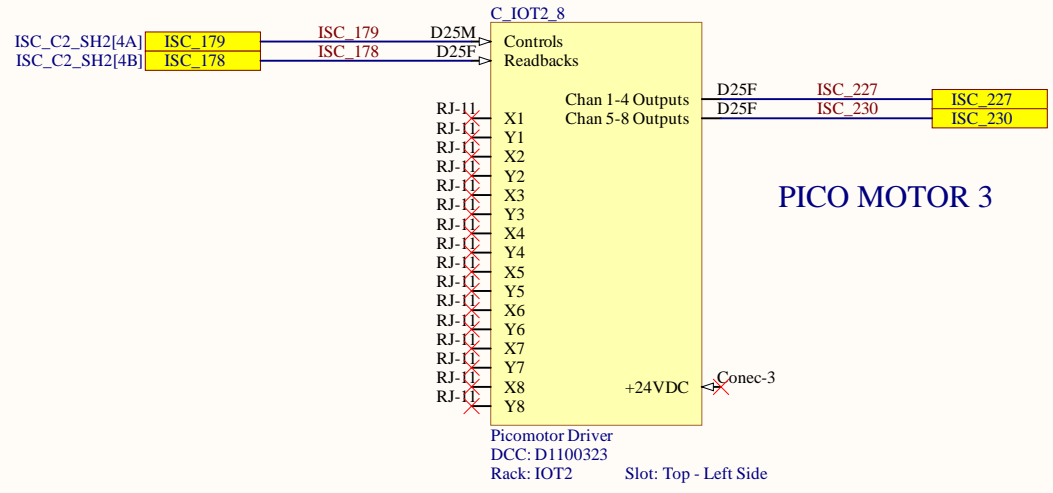 C_IOT2_8
ISC_C2_SH2[4A] ISC_179 ISC_179 D25M Controls
ISC_C2_SH2[4B] ISC_178 ISC_178 D25F Readbacks
Chan 1-4 Outputs D25F ISC_227 ISC_227
Chan 5-8 Outputs D25F ISC_230 ISC_230
RJ-11 X1
RJ-11 Y1
RJ-11 X2
RJ-11 Y2
RJ-11 X3
RJ-11 Y3
RJ-11 X4
RJ-11 Y4
RJ-11 X5
RJ-11 Y5
RJ-11 X6
RJ-11 Y6
RJ-11 X7
RJ-11 Y7
RJ-11 X8
RJ-11 Y8
PICO MOTOR 3
+24VDC Conec-3
Picomotor Driver
DCC: D1100323
Rack: IOT2 Slot: Top - Left Side